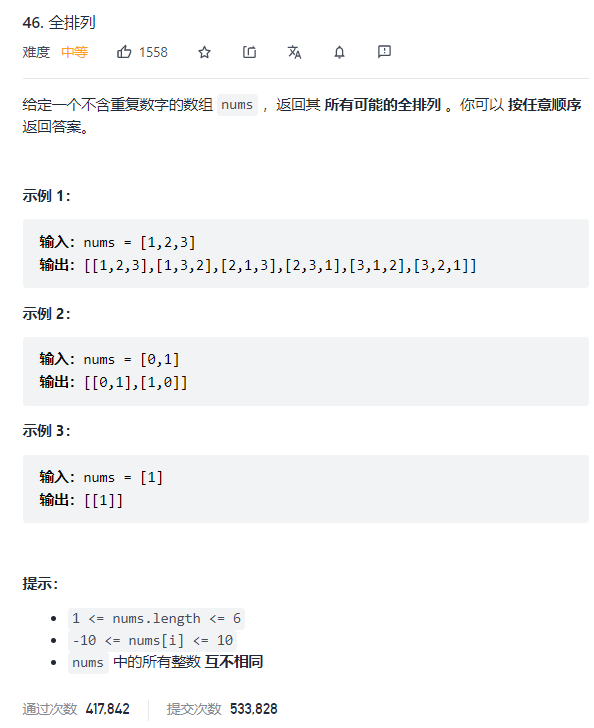 46. 全排列
难度 中等 1558
给定一个不含重复数字的数组 nums ，返回其 所有可能的全排列 。你可以 按任意顺序
返回答案。
示例 1：
输入：nums = [1,2,3]
输出：[[1,2,3],[1,3,2],[2,1,3],[2,3,1],[3,1,2],[3,2,1]]
示例 2：
输入：nums = [0,1]
输出：[[0,1],[1,0]]
示例 3：
输入：nums = [1]
输出：[[1]]
提示：
1 <= nums.length <= 6
-10 <= nums[i] <= 10
nums 中的所有整数 互不相同
通过次数 417,842 提交次数 533,828